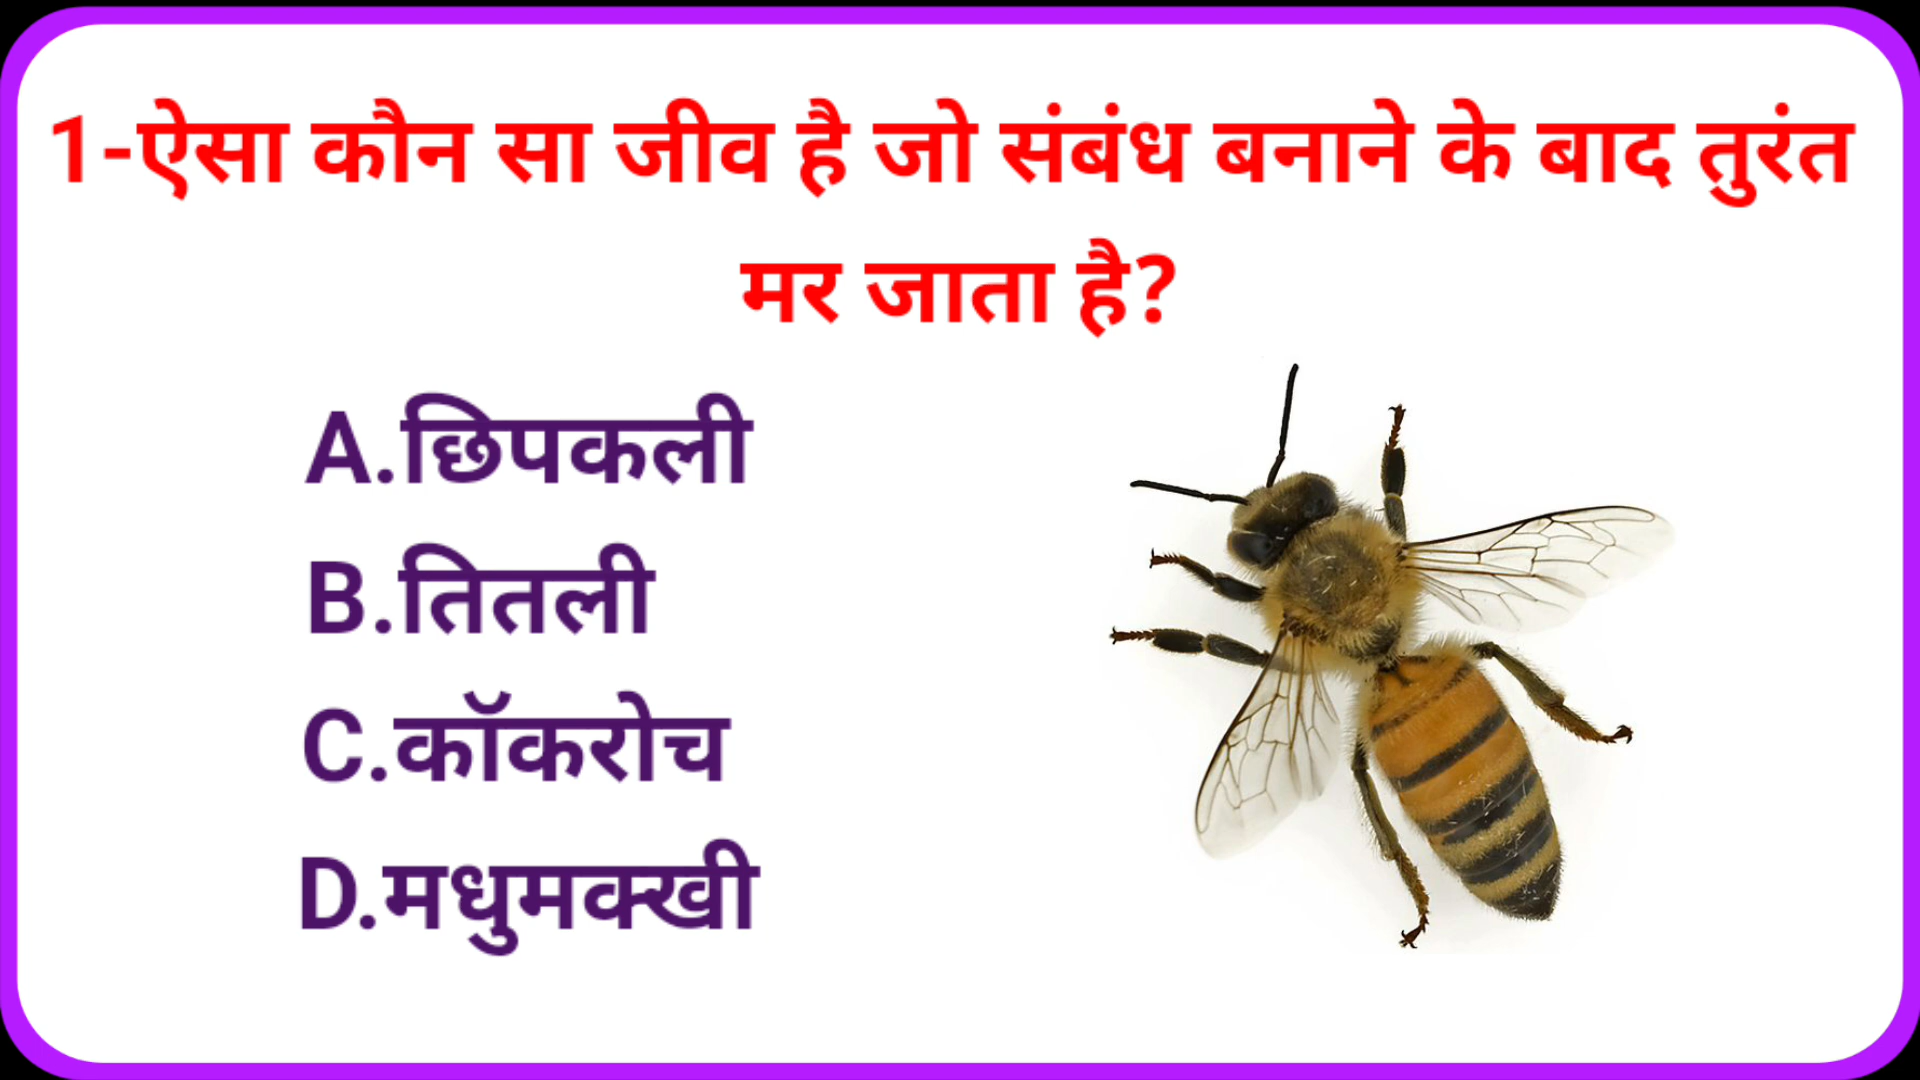 1-ऐसा कौन सा जीव है जो संबंध बनाने के बाद तुरंत
मर जाता है?
A.छिपकली
B.तितली
C.कॉकरोच
D.मधुमक्खी